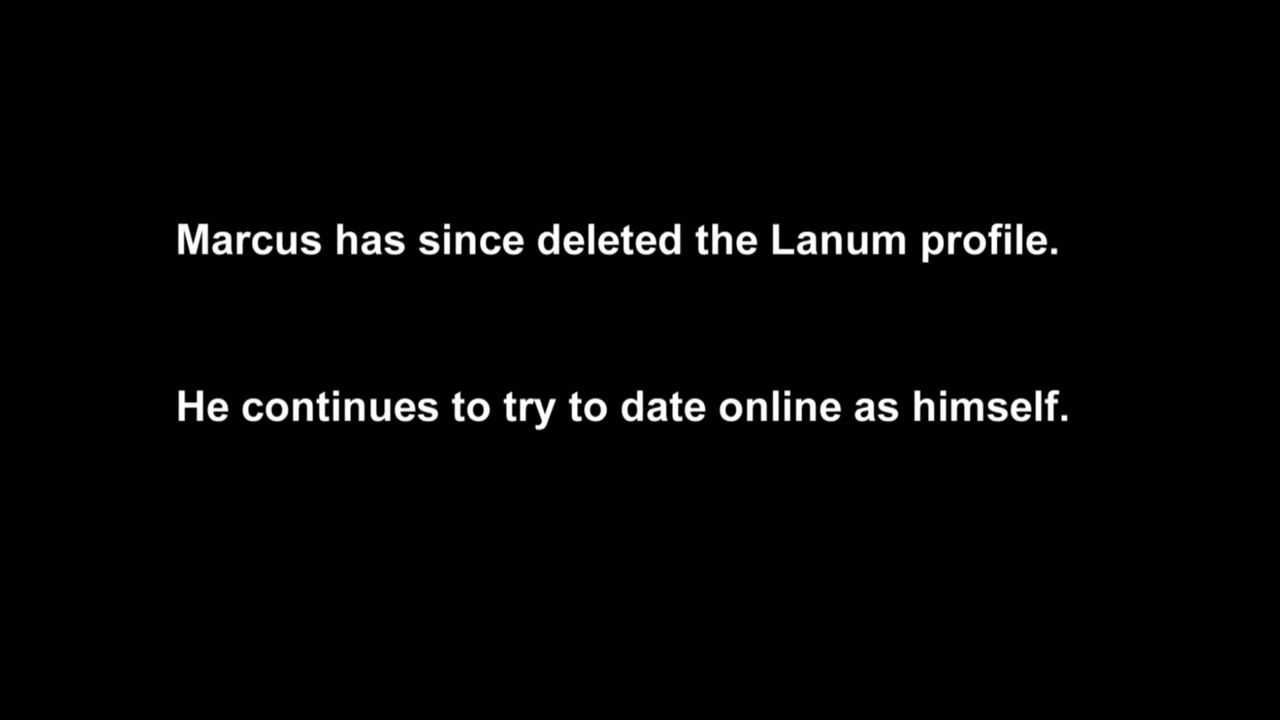 Marcus has since deleted the Lanum profile.
He continues to try to date online as himself.